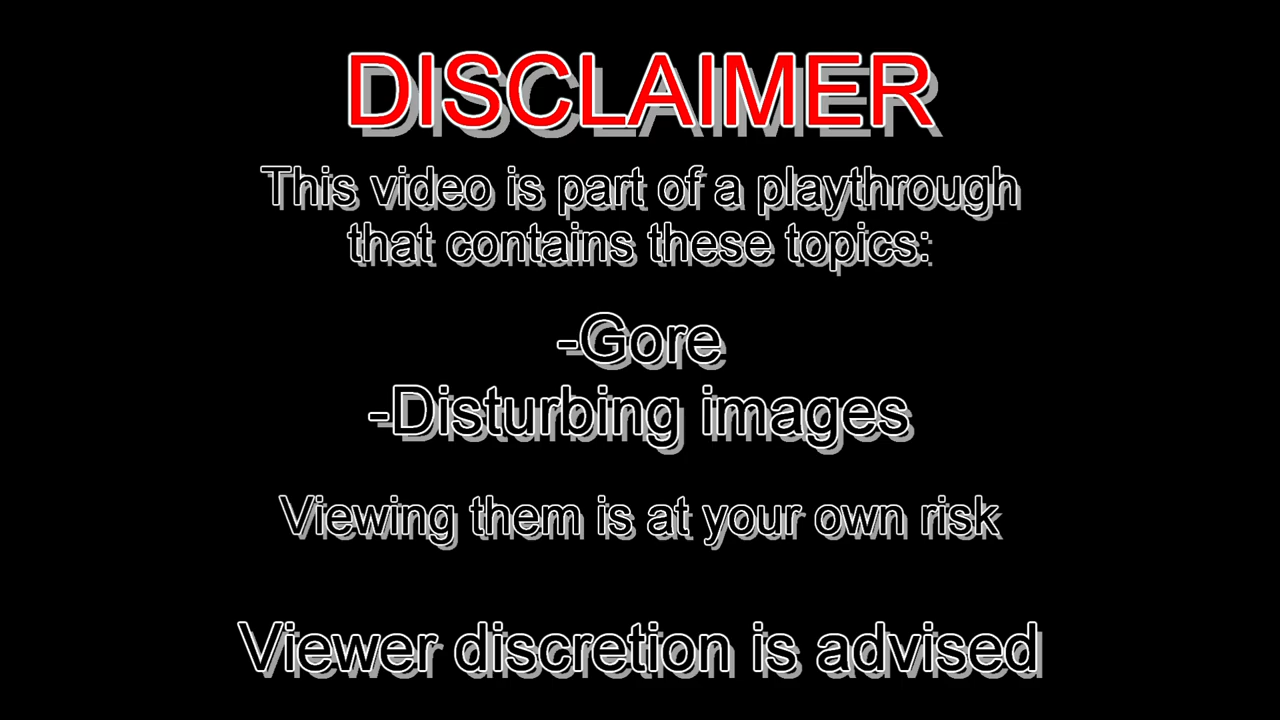 DISCLAIMER
This video is part of a playthrough
that contains these topics:
-Gore
-Disturbing images
Viewing them is at your own risk
Viewer discretion is advised